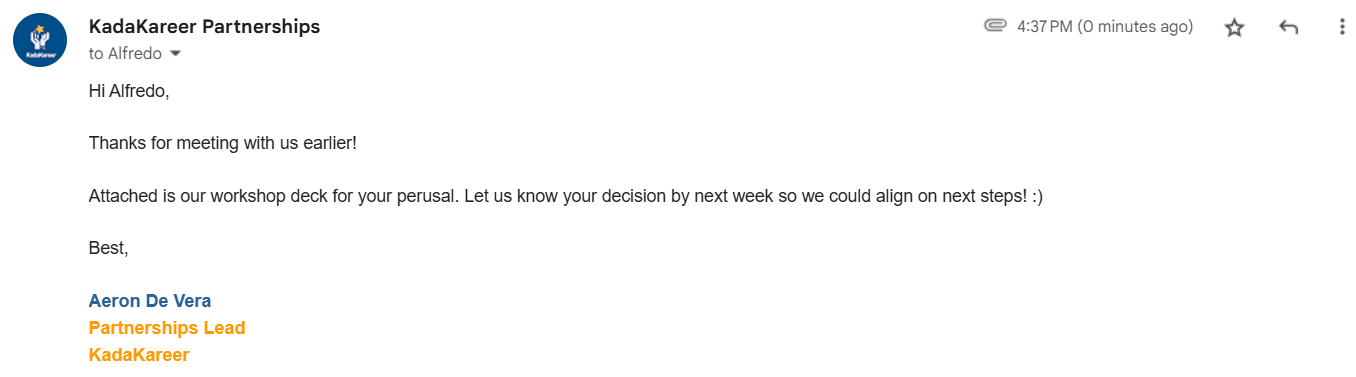 KadaKareer Partnerships
4:37 PM (0 minutes ago)
to Alfredo
KadaKareer
Hi Alfredo,
Thanks for meeting with us earlier!
Attached is our workshop deck for your perusal. Let us know your decision by next week so we could align on next steps! :)
Best,
Aeron De Vera
Partnerships Lead
KadaKareer